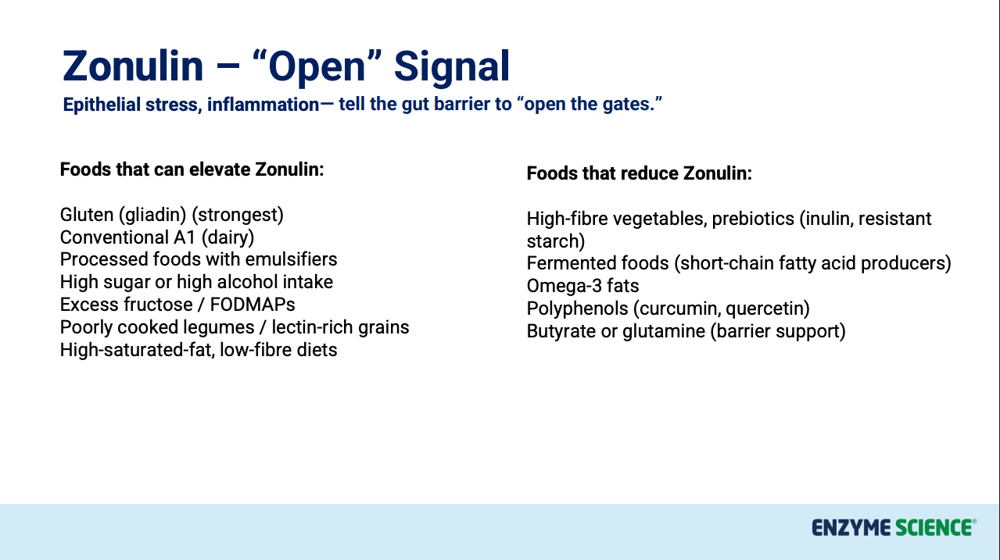 Zonulin – “Open” Signal
Epithelial stress, inflammation— tell the gut barrier to “open the gates.”
Foods that can elevate Zonulin:
Gluten (gliadin) (strongest)
Conventional A1 (dairy)
Processed foods with emulsifiers
High sugar or high alcohol intake
Excess fructose / FODMAPs
Poorly cooked legumes / lectin-rich grains
High-saturated-fat, low-fibre diets
Foods that reduce Zonulin:
High-fibre vegetables, prebiotics (inulin, resistant
starch)
Fermented foods (short-chain fatty acid producers)
Omega-3 fats
Polyphenols (curcumin, quercetin)
Butyrate or glutamine (barrier support)
ENZYME SCIENCE®